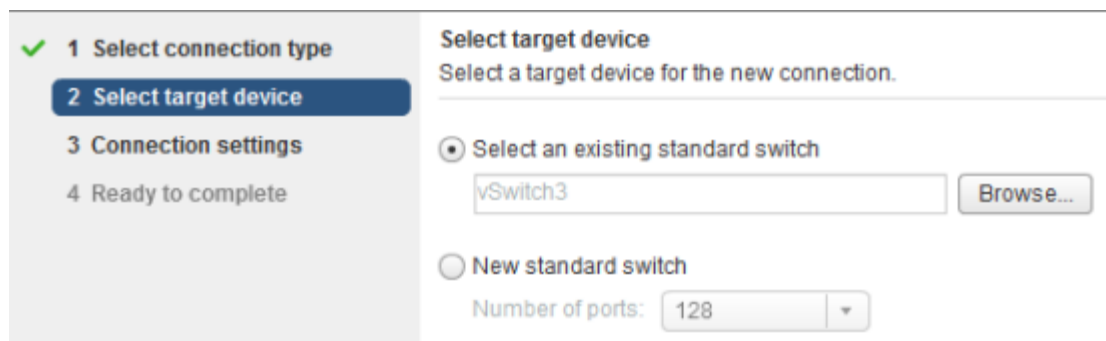 1 Select connection type
2 Select target device
3 Connection settings
4 Ready to complete
Select target device
Select a target device for the new connection.
Select an existing standard switch
vSwitch3
Browse...
New standard switch
Number of ports: 128